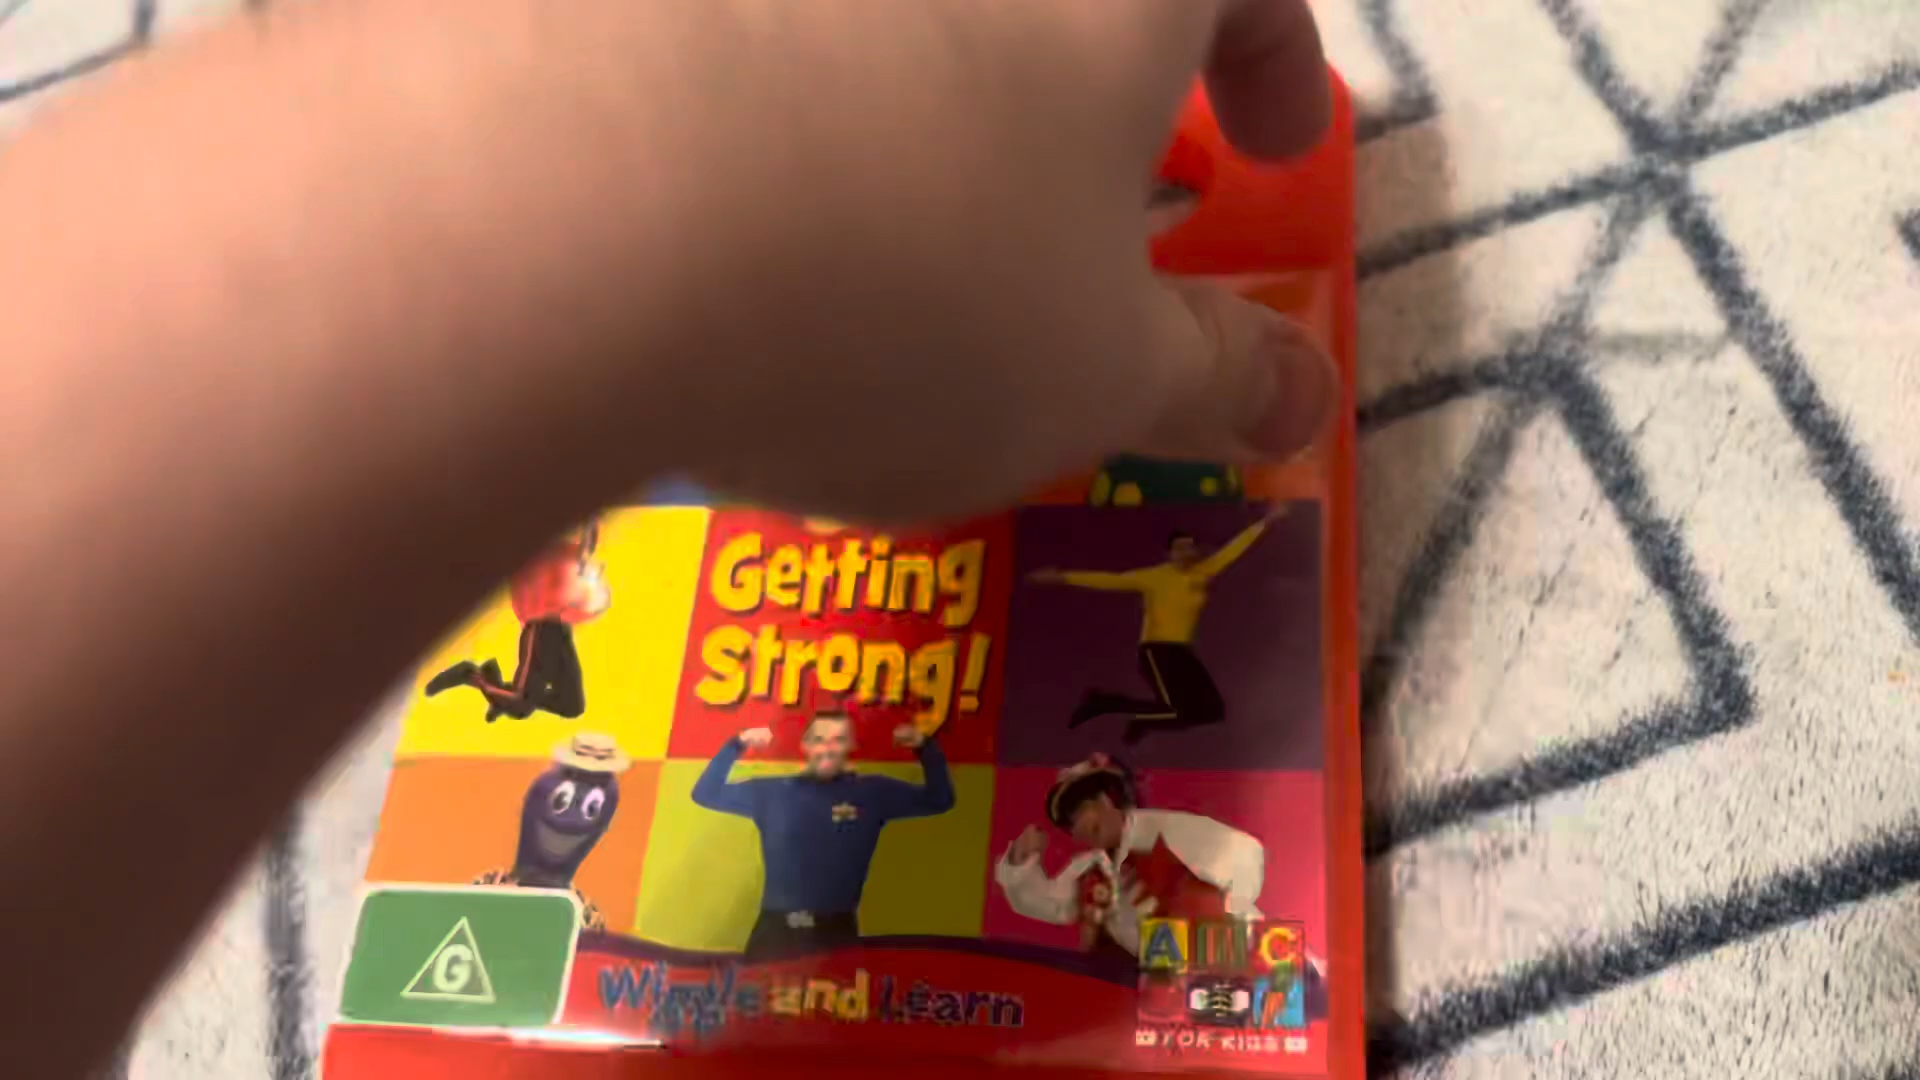 Getting
Strong!
G
Wiggle and Learn
ABC
FOR KIDS